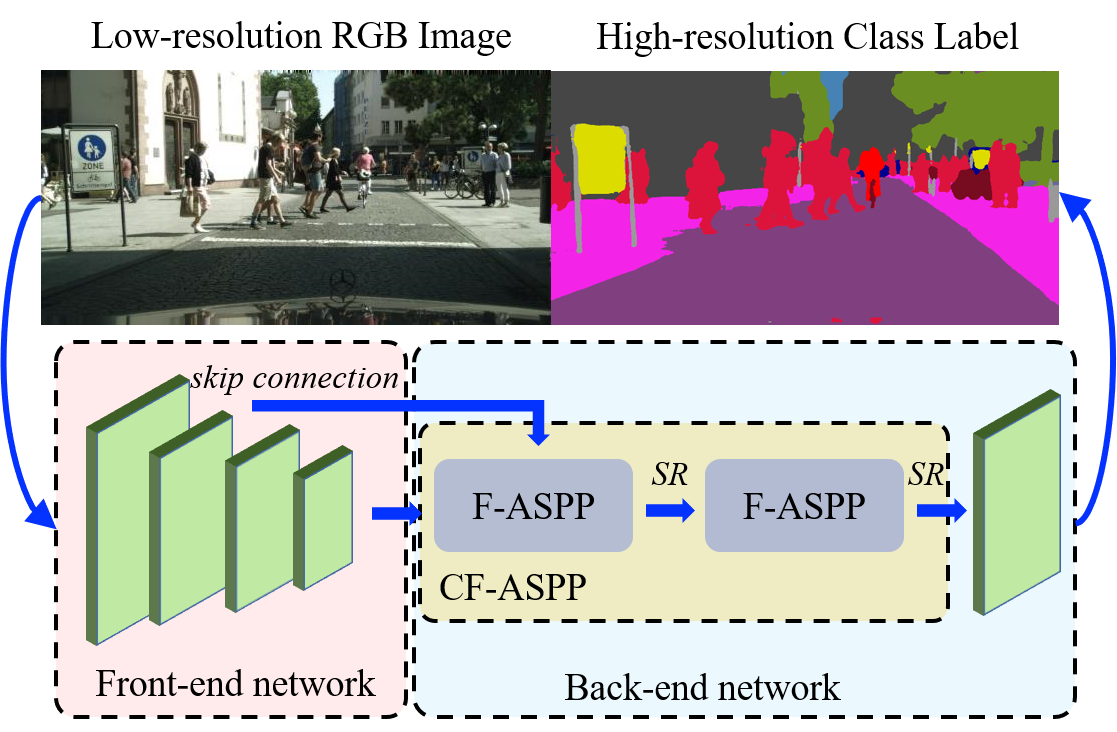 Low-resolution RGB Image
High-resolution Class Label
ZONE
skip connection
F-ASPP
SR
F-ASPP
SR
CF-ASPP
Front-end network
Back-end network